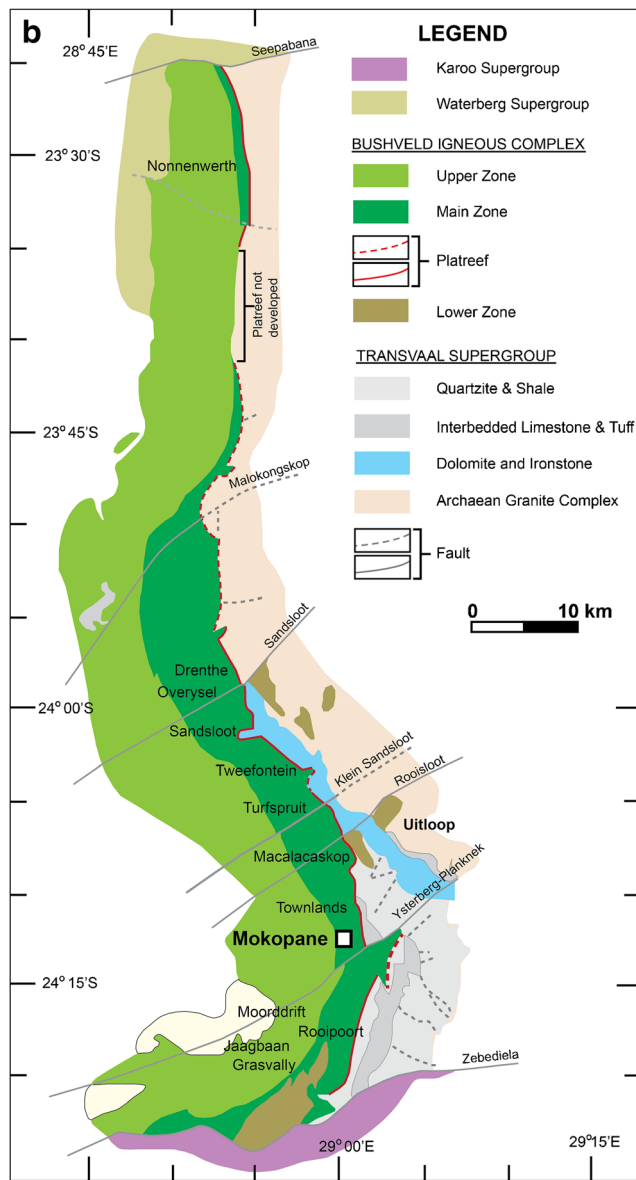 b
28°45'E
Seepabana
23°30'S
Nonnenwerth
Platreef not
developed
23°45'S
Malokongskop
Sandsloot
Drenthe
Overysel
24°00'S
Sandsloot
Klein Sandsloot
Tweefontein
Rooisloot
Turfspruit
Uitloop
Macalacaskop
Ysterberg-Planknek
Townlands
Mokopane
24°15'S
Moorddrift
Rooipoort
Jaagbaan
Grasvally
Zebediela
29°00'E
29°15'E
LEGEND
Karoo Supergroup
Waterberg Supergroup
BUSHVELD IGNEOUS COMPLEX
Upper Zone
Main Zone
Platreef
Lower Zone
TRANSVAAL SUPERGROUP
Quartzite & Shale
Interbedded Limestone & Tuff
Dolomite and Ironstone
Archaean Granite Complex
Fault
0 10 km